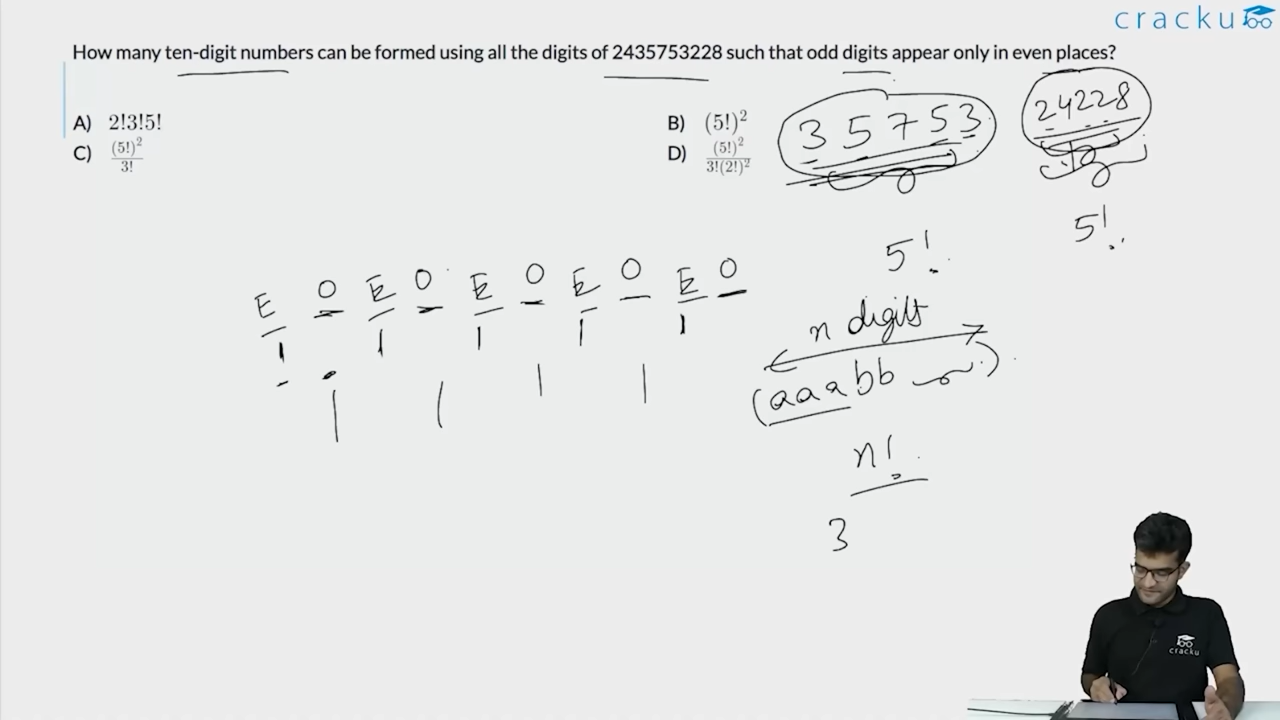 cracku
How many ten-digit numbers can be formed using all the digits of 2435753228 such that odd digits appear only in even places?
A) 2!3!5!
B) (5!)²
C) (5!)²/3!
D) (5!)²/3!(2!)²
35753
24228
5!
5!
E O E O E O E O E O
n digits
(aaabb
n!
3
cracku